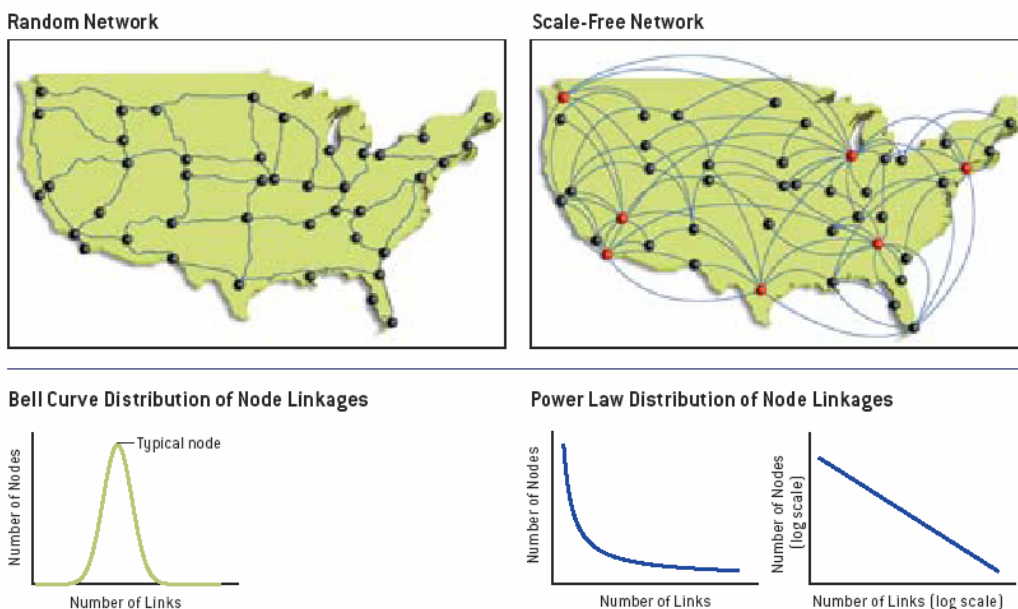 Random Network
Scale-Free Network
Bell Curve Distribution of Node Linkages
Typical node
Number of Nodes
Number of Links
Power Law Distribution of Node Linkages
Number of Nodes
Number of Links
Number of Nodes
(log scale)
Number of Links (log scale)